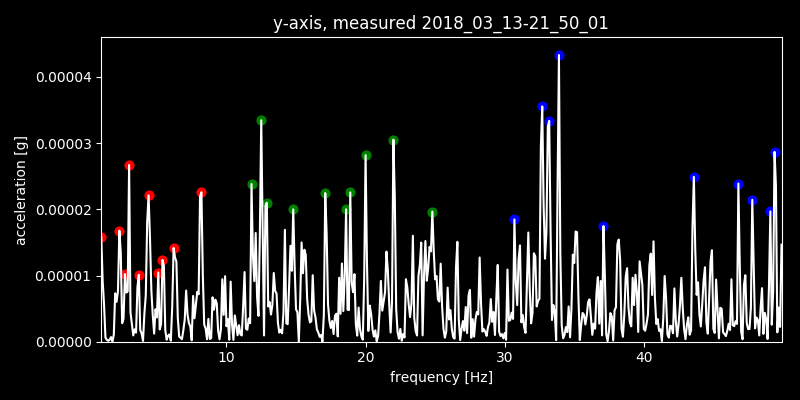 y-axis, measured 2018_03_13-21_50_01
acceleration [g]
0.00004
0.00003
0.00002
0.00001
0.00000
10 20 30 40
frequency [Hz]